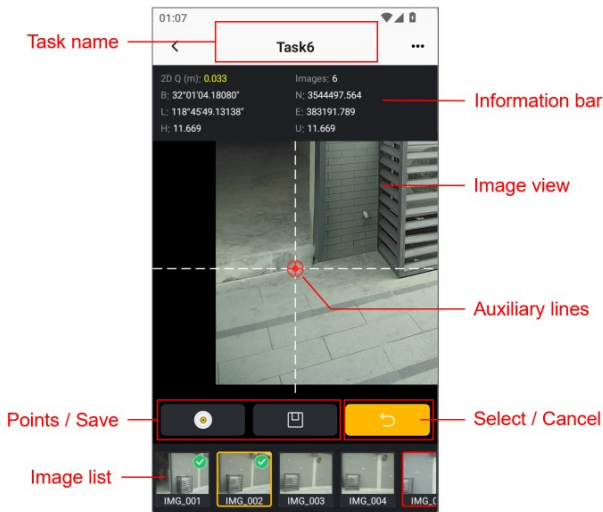 01:07
Task name
Task6
2D Q (m): 0.033
Images: 6
B: 32°01'04.18080"
N: 3544497.564
L: 118°45'49.13138"
E: 383191.789
H: 11.669
U: 11.669
Information bar
Image view
Auxiliary lines
Points / Save
Select / Cancel
Image list
IMG_001
IMG_002
IMG_003
IMG_004
IMG_0